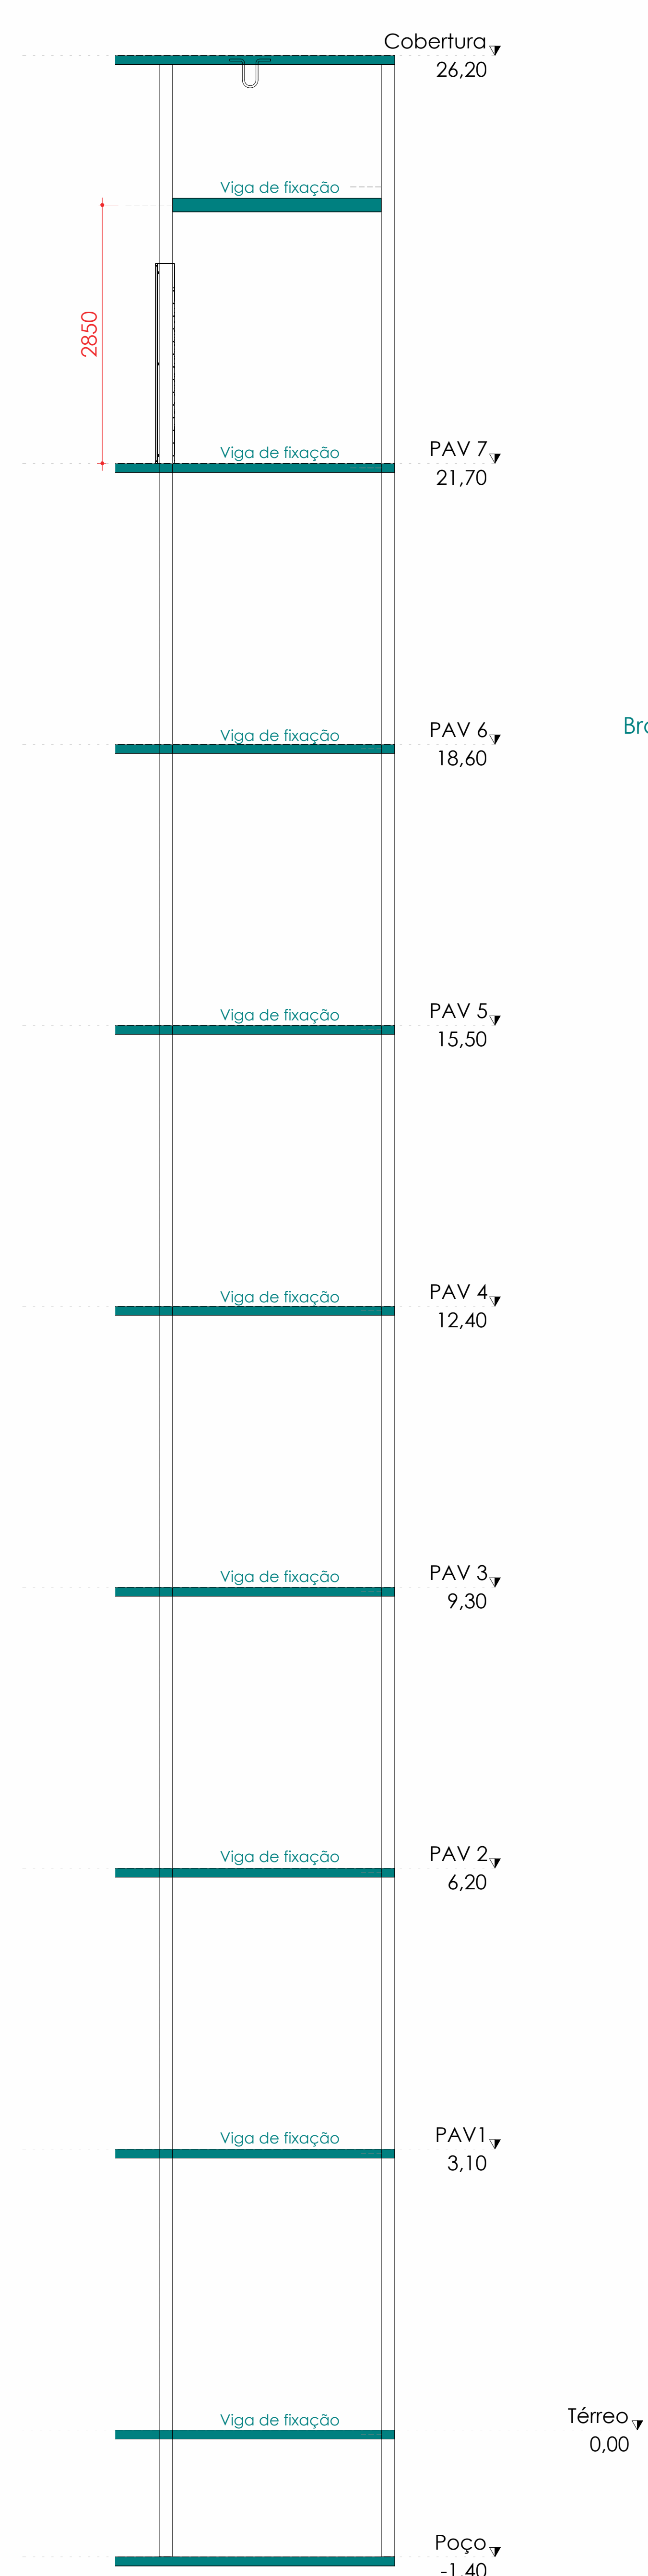 Cobertura
26,20
Viga de fixação
2850
Viga de fixação
PAV 7
21,70
Viga de fixação
PAV 6
18,60
Bra
Viga de fixação
PAV 5
15,50
Viga de fixação
PAV 4
12,40
Viga de fixação
PAV 3
9,30
Viga de fixação
PAV 2
6,20
Viga de fixação
PAV1
3,10
Viga de fixação
Térreo
0,00
Poço
-1,40